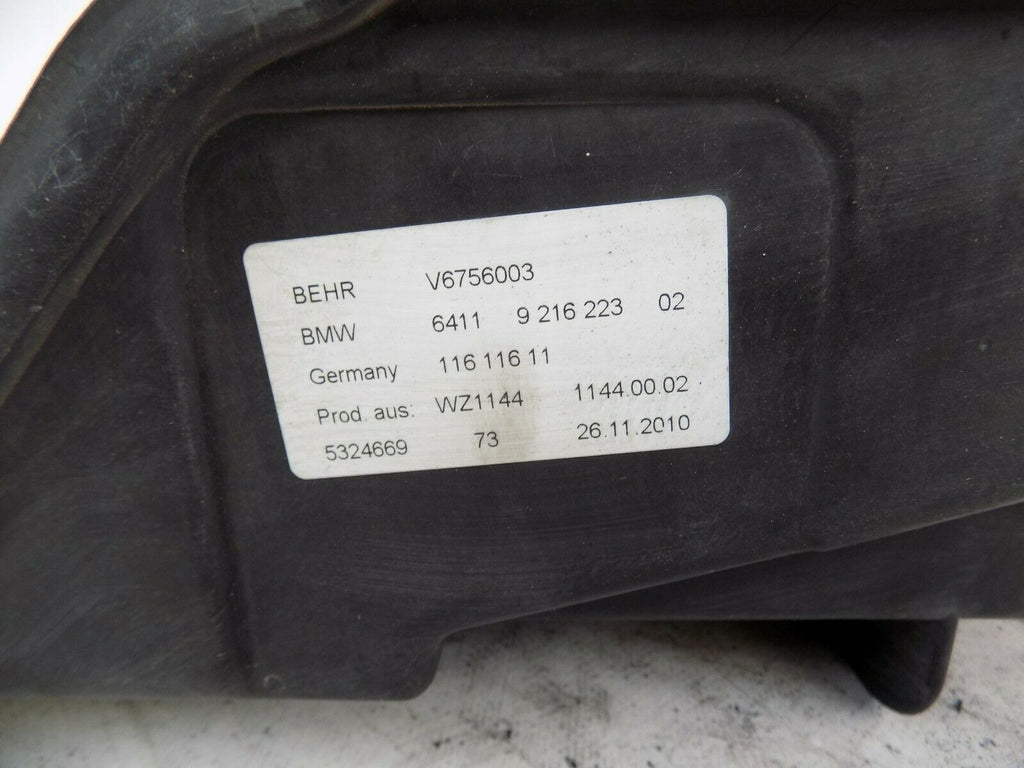 BEHR V6756003
BMW 6411 9 216 223 02
Germany 116 116 11
Prod. aus: WZ1144 1144.00.02
5324669 73 26.11.2010